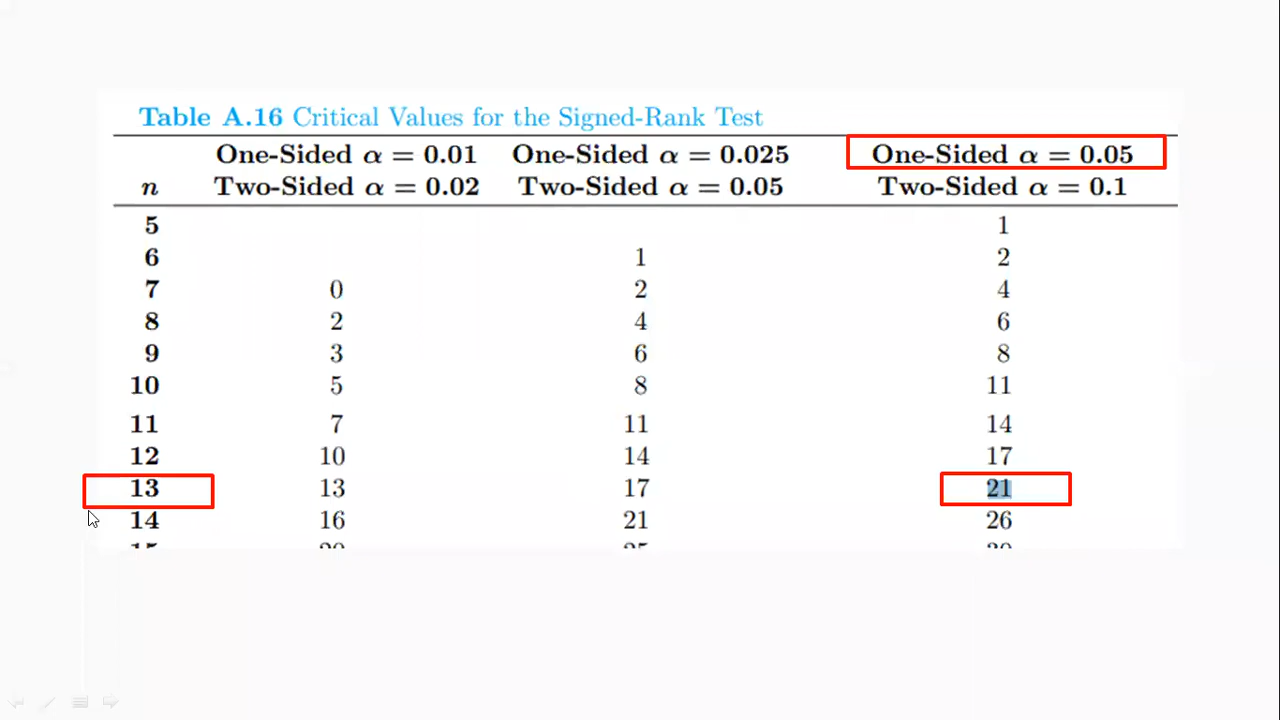 Table A.16 Critical Values for the Signed-Rank Test
One-Sided α = 0.01 One-Sided α = 0.025 One-Sided α = 0.05
n Two-Sided α = 0.02 Two-Sided α = 0.05 Two-Sided α = 0.1
5 1
6 1 2
7 0 2 4
8 2 4 6
9 3 6 8
10 5 8 11
11 7 11 14
12 10 14 17
13 13 17 21
14 16 21 26